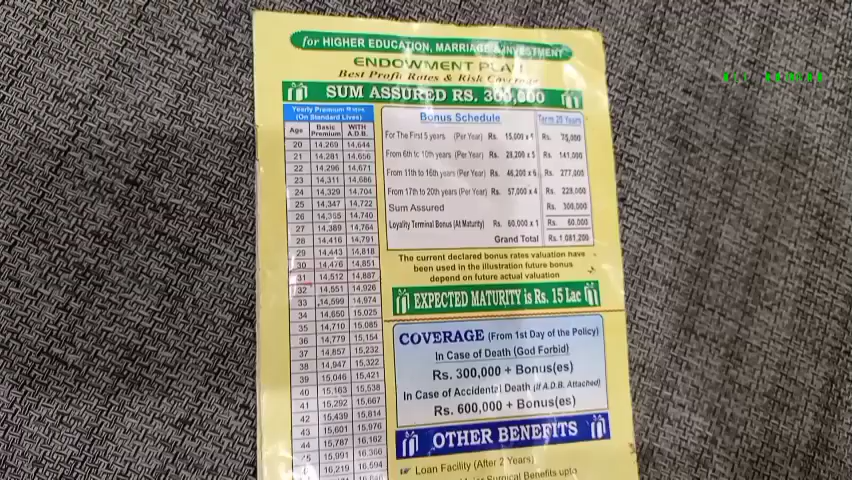 for HIGHER EDUCATION, MARRIAGE & INVESTMENT
ENDOWMENT PLAN
Best Profit Rates & Risk Coverage
SUM ASSURED RS. 300,000
Yearly Premium Rates
(On Standard Lives)
Age Basic Premium WITH A.D.B.
20 14,269 14,644
21 14,281 14,656
22 14,296 14,671
23 14,311 14,686
24 14,329 14,704
25 14,347 14,722
26 14,365 14,740
27 14,389 14,764
28 14,416 14,791
29 14,443 14,818
30 14,476 14,851
31 14,512 14,887
32 14,551 14,926
33 14,599 14,974
34 14,650 15,025
35 14,710 15,085
36 14,779 15,154
37 14,857 15,232
38 14,947 15,322
39 15,046 15,421
40 15,163 15,538
41 15,292 15,667
42 15,439 15,814
43 15,601 15,976
44 15,787 16,162
15,991 16,366
16,219 16,594
Bonus Schedule Term 20 Years
For The First 5 years (Per Year) Rs. 15,000 x Rs. 75,000
From 6th to 10th years (Per Year) Rs. 28,200 x 5 Rs. 141,000
From 11th to 16th years (Per Year) Rs. 46,200 x 6 Rs. 277,000
From 17th to 20th years (Per Year) Rs. 57,000 x 4 Rs. 228,000
Sum Assured Rs. 300,000
Loyality Terminal Bonus (At Maturity) Rs. 60,000 x 1 Rs. 60,000
Grand Total Rs. 1,081,200
The current declared bonus rates valuation have
been used in the illustration future bonus
depend on future actual valuation
EXPECTED MATURITY is Rs. 15 Lac
COVERAGE (From 1st Day of the Policy)
In Case of Death (God Forbid)
Rs. 300,000 + Bonus(es)
In Case of Accidental Death (If A.D.B. Attached)
Rs. 600,000 + Bonus(es)
OTHER BENEFITS
Loan Facility (After 2 Years)
Surgical Benefits upto